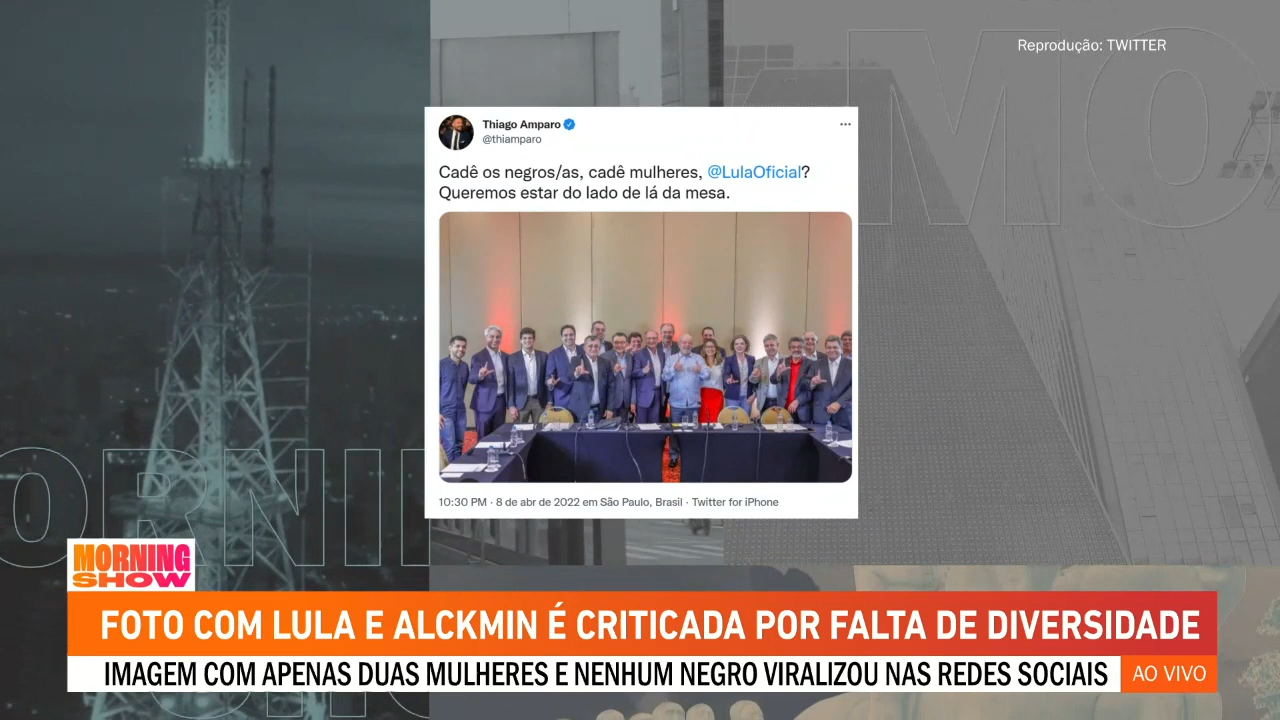 Reprodução: TWITTER
Thiago Amparo
@thiamparo
Cadê os negros/as, cadê mulheres, @LulaOficial?
Queremos estar do lado de lá da mesa.
10:30 PM · 8 de abr de 2022 em São Paulo, Brasil · Twitter for iPhone
MORNING
SHOW
FOTO COM LULA E ALCKMIN É CRITICADA POR FALTA DE DIVERSIDADE
IMAGEM COM APENAS DUAS MULHERES E NENHUM NEGRO VIRALIZOU NAS REDES SOCIAIS
AO VIVO